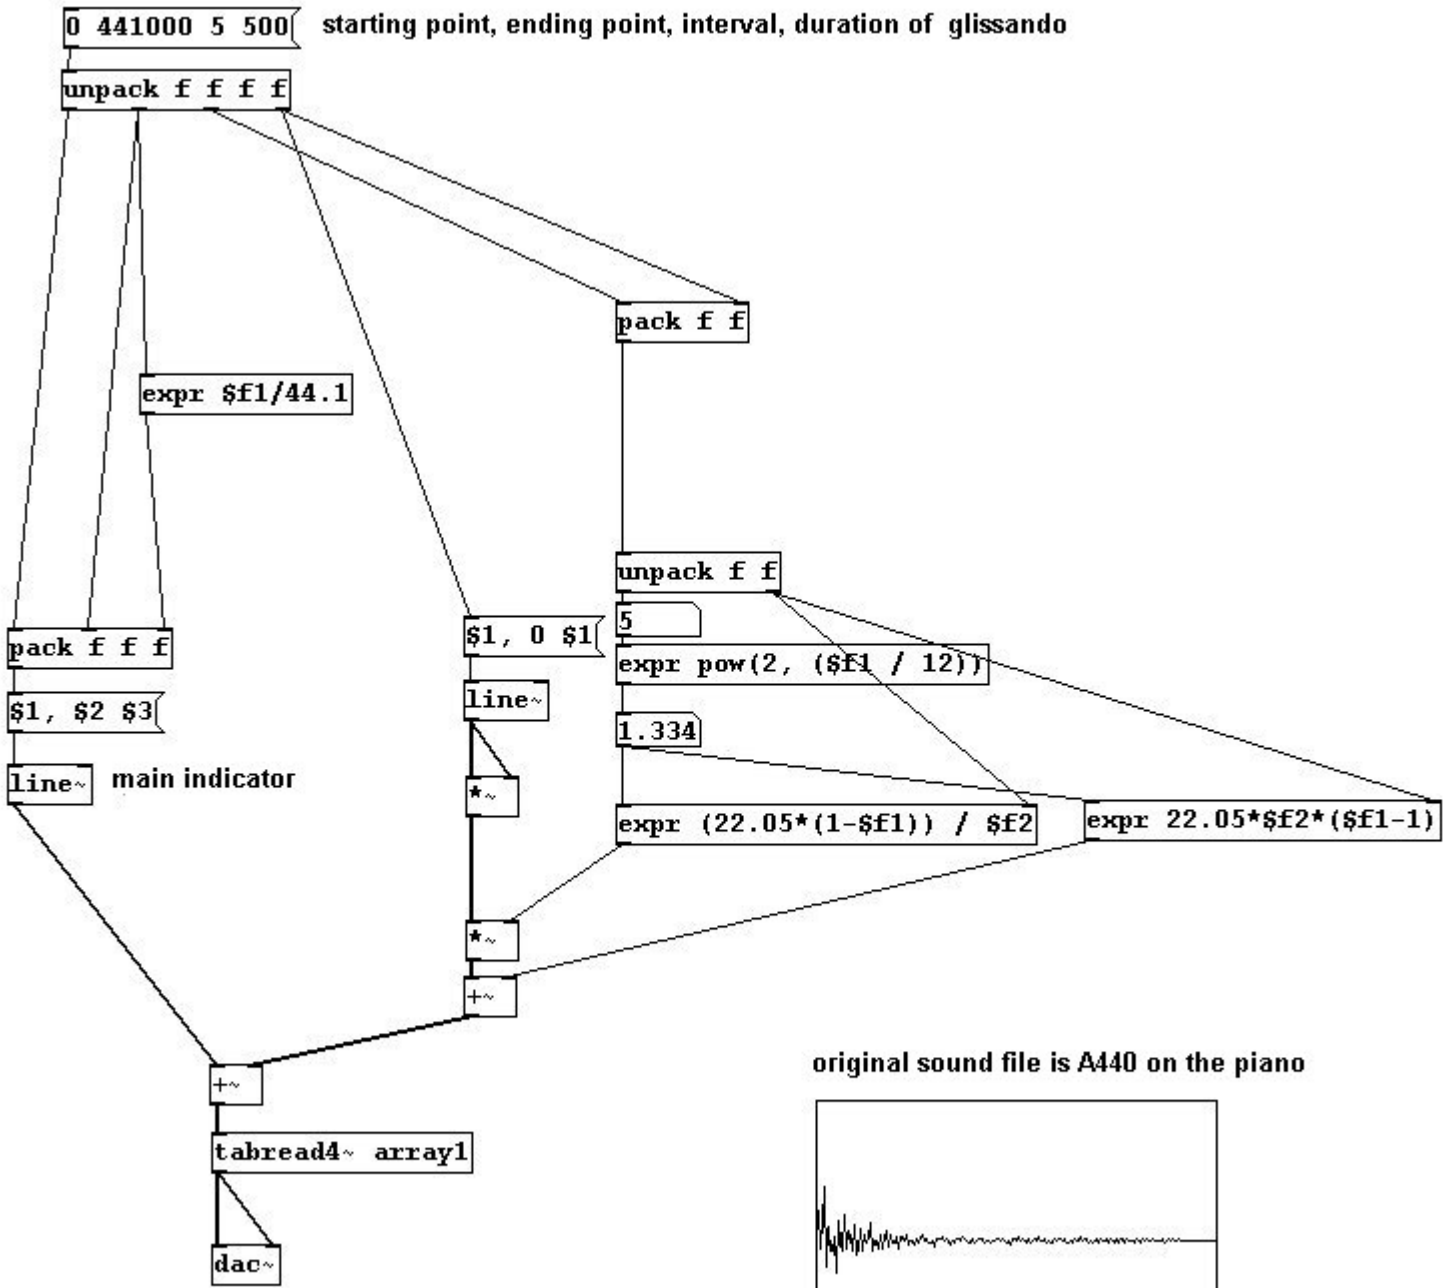 0 441000 5 500
starting point, ending point, interval, duration of glissando
unpack f f f f
pack f f
expr $f1/44.1
unpack f f
5
$1, 0 $1
pack f f f
expr pow(2, ($f1 / 12))
line~
$1, $2 $3
1.334
line~
main indicator
*~
expr (22.05*(1-$f1)) / $f2
expr 22.05*$f2*($f1-1)
*~
+~
original sound file is A440 on the piano
+~
tabread4~ array1
dac~